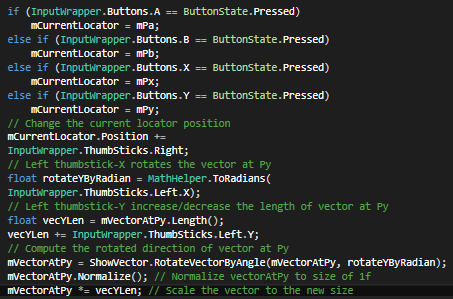 if (InputWrapper.Buttons.A == ButtonState.Pressed)
    mCurrentLocator = mPa;
else if (InputWrapper.Buttons.B == ButtonState.Pressed)
    mCurrentLocator = mPb;
else if (InputWrapper.Buttons.X == ButtonState.Pressed)
    mCurrentLocator = mPx;
else if (InputWrapper.Buttons.Y == ButtonState.Pressed)
    mCurrentLocator = mPy;
// Change the current locator position
mCurrentLocator.Position +=
InputWrapper.ThumbSticks.Right;
// Left thumbstick-X rotates the vector at Py
float rotateYByRadian = MathHelper.ToRadians(
InputWrapper.ThumbSticks.Left.X);
// Left thumbstick-Y increase/decrease the length of vector at Py
float vecYLen = mVectorAtPy.Length();
vecYLen += InputWrapper.ThumbSticks.Left.Y;
// Compute the rotated direction of vector at Py
mVectorAtPy = ShowVector.RotateVectorByAngle(mVectorAtPy, rotateYByRadian);
mVectorAtPy.Normalize(); // Normalize vectorAtPy to size of 1f
mVectorAtPy *= vecYLen; // Scale the vector to the new size